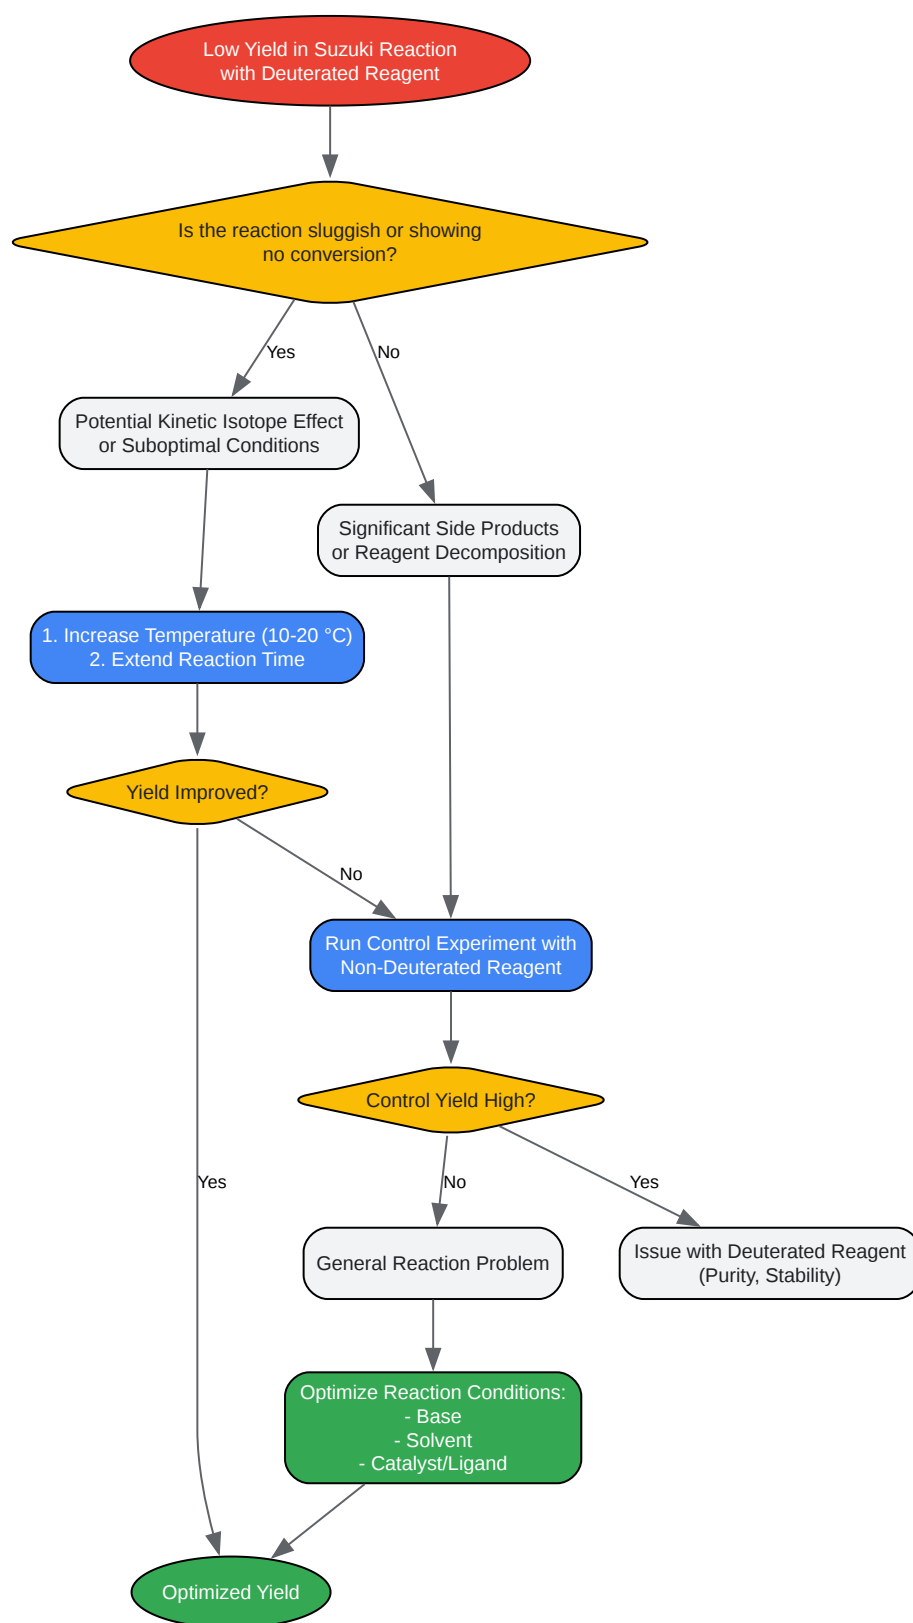 Low Yield in Suzuki Reaction
with Deuterated Reagent
Is the reaction sluggish or showing
no conversion?
Yes
No
Potential Kinetic Isotope Effect
or Suboptimal Conditions
Significant Side Products
or Reagent Decomposition
1. Increase Temperature (10-20 °C)
2. Extend Reaction Time
Yield Improved?
No
Run Control Experiment with
Non-Deuterated Reagent
Control Yield High?
Yes
No
Yes
General Reaction Problem
Issue with Deuterated Reagent
(Purity, Stability)
Optimize Reaction Conditions:
- Base
- Solvent
- Catalyst/Ligand
Optimized Yield